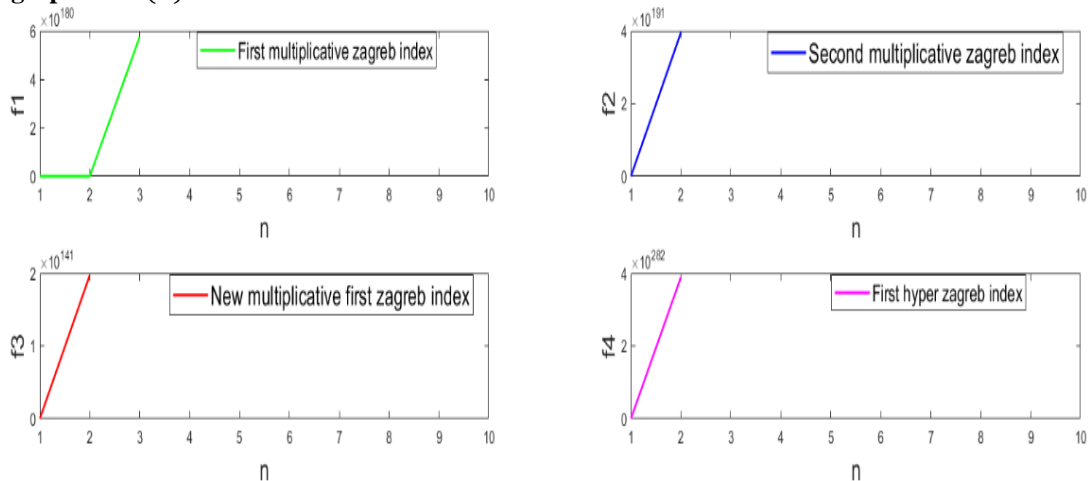 ×10^180
6
4
2
0
f1
First multiplicative zagreb index
1 2 3 4 5 6 7 8 9 10
n
×10^191
4
2
0
f2
Second multiplicative zagreb index
1 2 3 4 5 6 7 8 9 10
n
×10^141
2
1
0
f3
New multiplicative first zagreb index
1 2 3 4 5 6 7 8 9 10
n
×10^282
4
2
0
f4
First hyper zagreb index
1 2 3 4 5 6 7 8 9 10
n